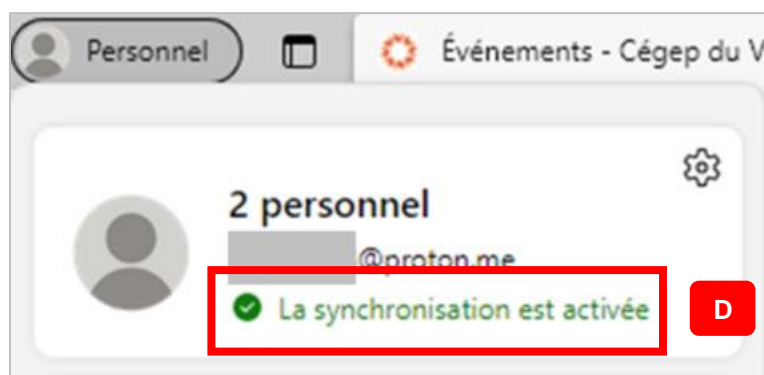 Personnel
Événements - Cégep du V
2 personnel
@proton.me
La synchronisation est activée
D